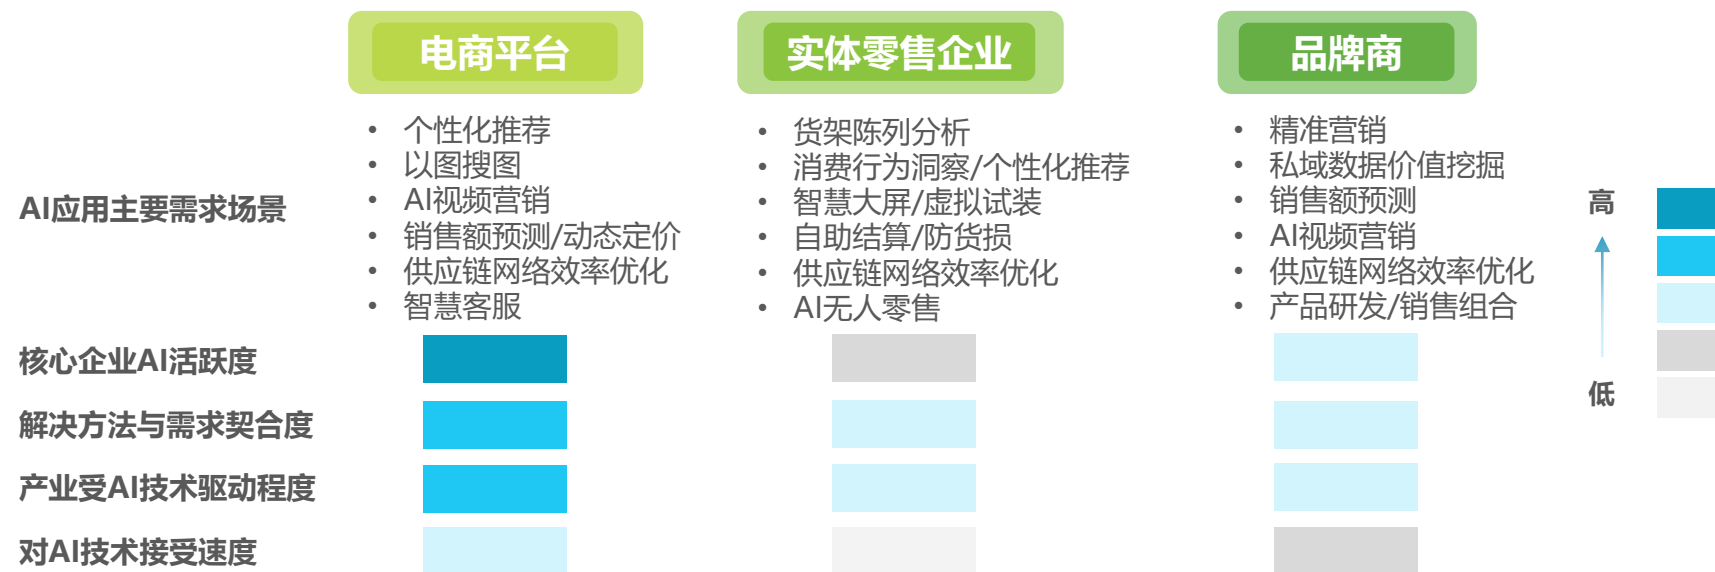 电商平台
实体零售企业
品牌商
AI应用主要需求场景
• 个性化推荐
• 以图搜图
• AI视频营销
• 销售额预测/动态定价
• 供应链网络效率优化
• 智慧客服
• 货架陈列分析
• 消费行为洞察/个性化推荐
• 智慧大屏/虚拟试装
• 自助结算/防货损
• 供应链网络效率优化
• AI无人零售
• 精准营销
• 私域数据价值挖掘
• 销售额预测
• AI视频营销
• 供应链网络效率优化
• 产品研发/销售组合
高
低
核心企业AI活跃度
解决方法与需求契合度
产业受AI技术驱动程度
对AI技术接受速度